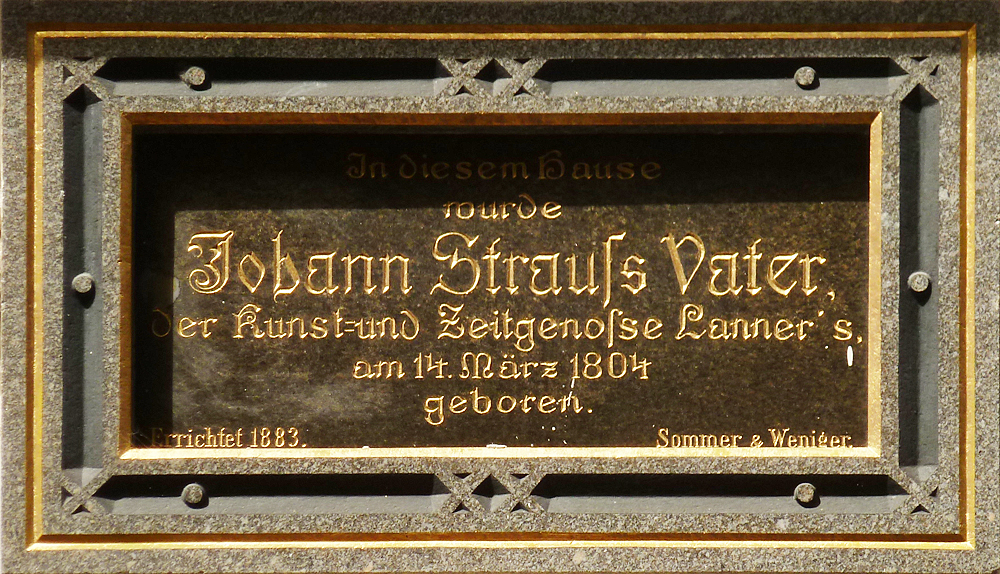 In diesem Hause
wurde
Johann Strauſs Vater,
der Kunst=und Zeitgenoſse Lanner's,
am 14. März 1804
geboren.
Errichtet 1883.
Sommer & Weniger.